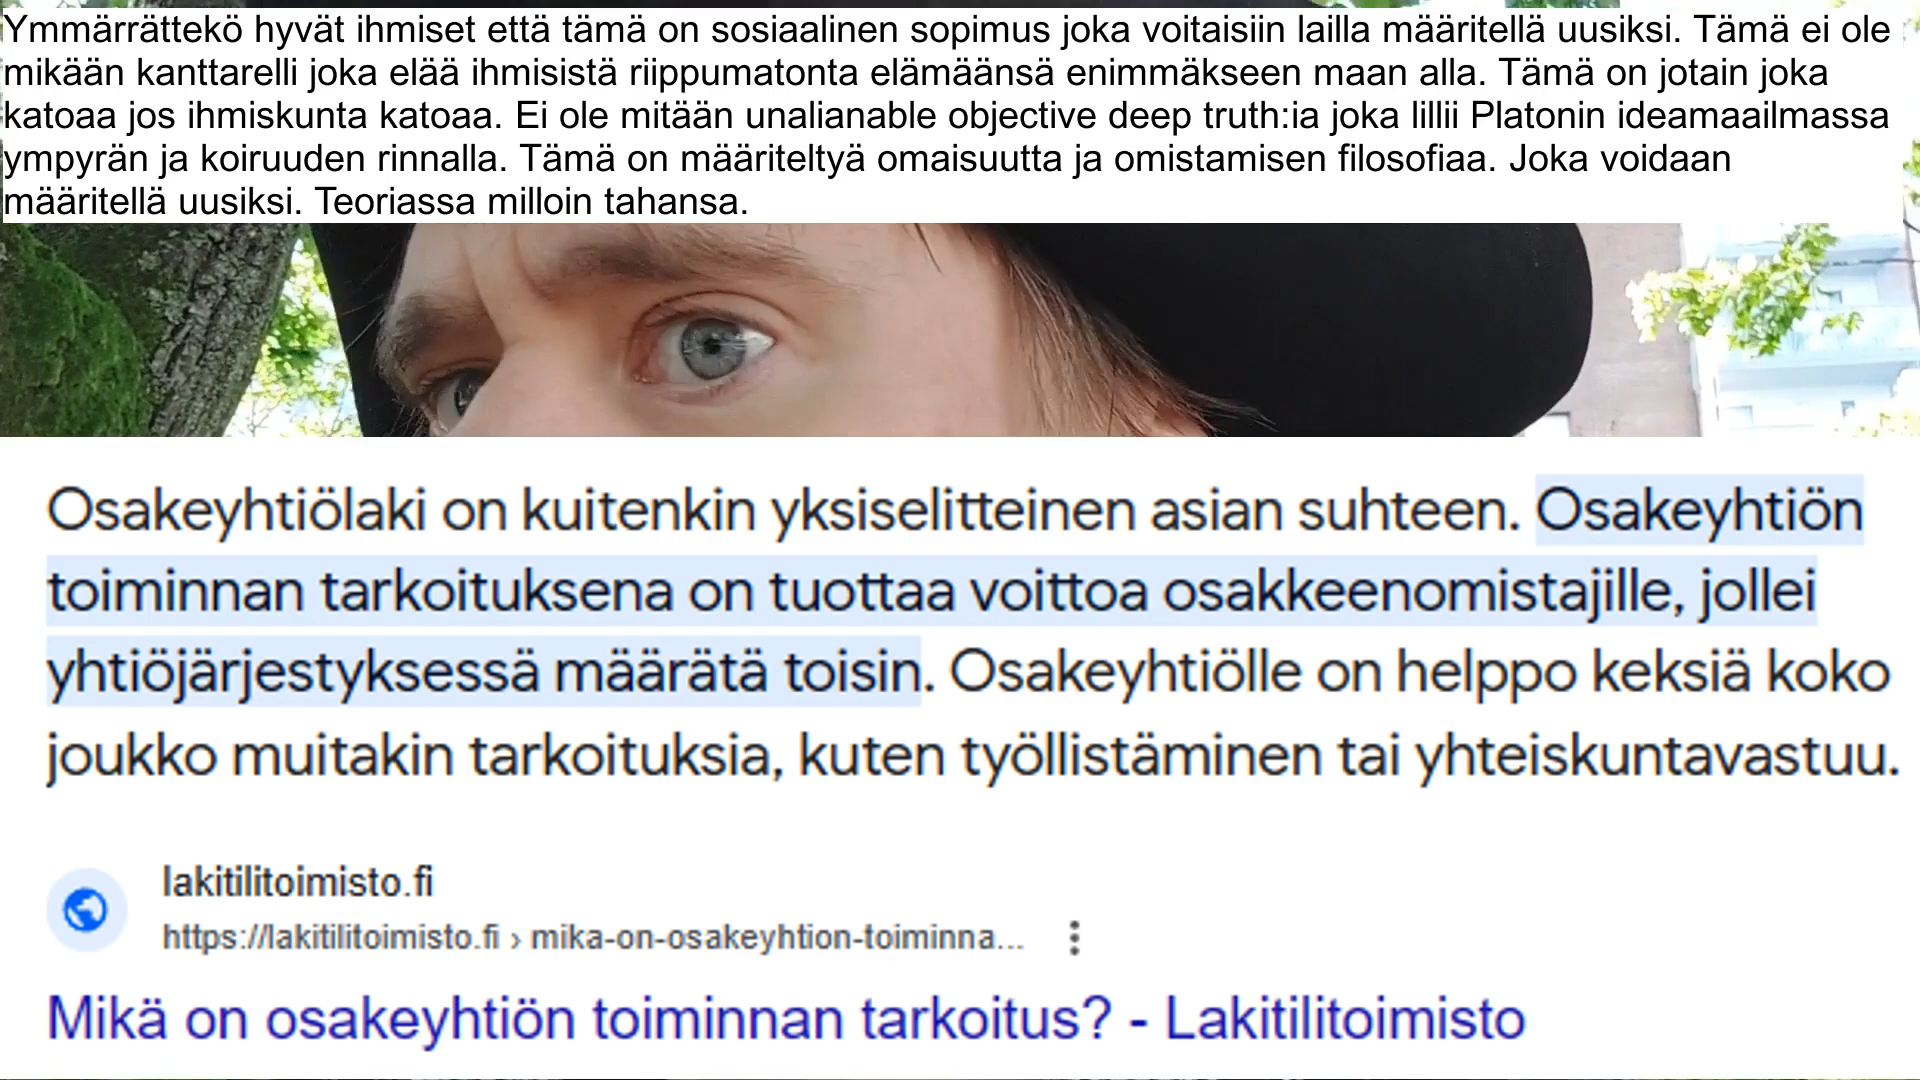 Ymmärrättekö hyvät ihmiset että tämä on sosiaalinen sopimus joka voitaisiin lailla määritellä uusiksi. Tämä ei ole
mikään kanttarelli joka elää ihmisistä riippumatonta elämäänsä enimmäkseen maan alla. Tämä on jotain joka
katoaa jos ihmiskunta katoaa. Ei ole mitään unalianable objective deep truth:ia joka lillii Platonin ideamaailmassa
ympyrän ja koiruuden rinnalla. Tämä on määriteltyä omaisuutta ja omistamisen filosofiaa. Joka voidaan
määritellä uusiksi. Teoriassa milloin tahansa.
Osakeyhtiölaki on kuitenkin yksiselitteinen asian suhteen. Osakeyhtiön
toiminnan tarkoituksena on tuottaa voittoa osakkeenomistajille, jollei
yhtiöjärjestyksessä määrätä toisin. Osakeyhtiölle on helppo keksiä koko
joukko muitakin tarkoituksia, kuten työllistäminen tai yhteiskuntavastuu.
lakitilitoimisto.fi
https://lakitilitoimisto.fi › mika-on-osakeyhtion-toiminna...
Mikä on osakeyhtiön toiminnan tarkoitus? - Lakitilitoimisto